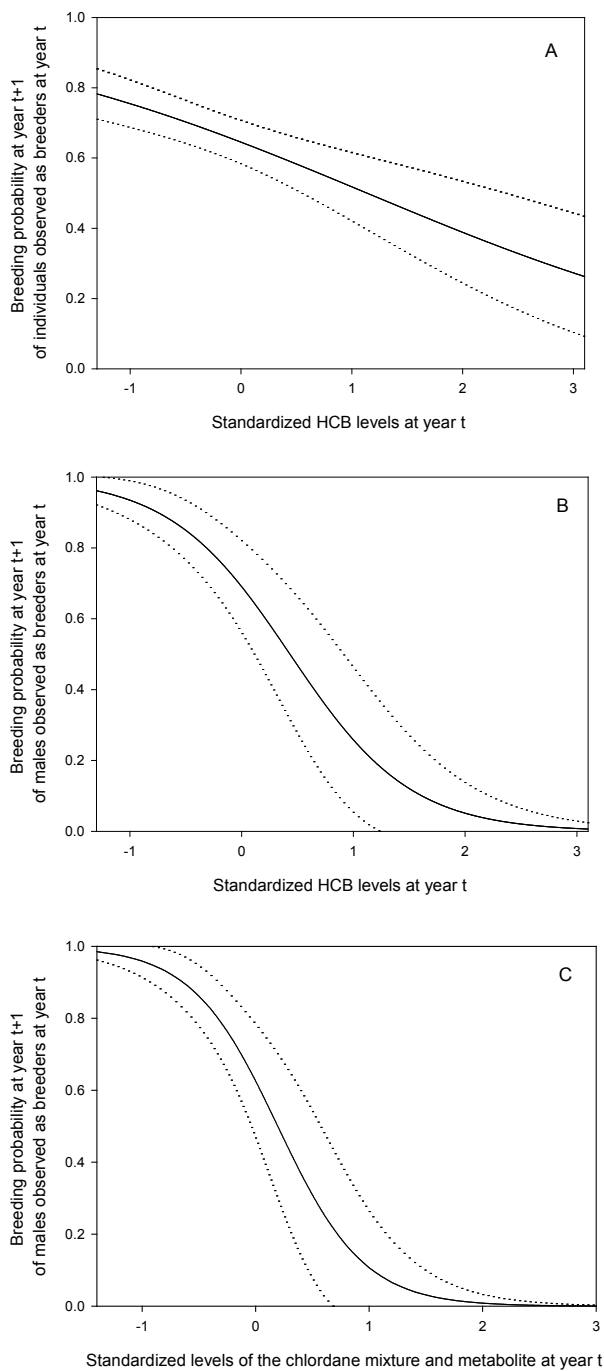 A
1.0
0.8
0.6
0.4
0.2
0.0
Breeding probability at year t+1
of individuals observed as breeders at year t
-1
0
1
2
3
Standardized HCB levels at year t
B
1.0
0.8
0.6
0.4
0.2
0.0
Breeding probability at year t+1
of males observed as breeders at year t
-1
0
1
2
3
Standardized HCB levels at year t
C
1.0
0.8
0.6
0.4
0.2
0.0
Breeding probability at year t+1
of males observed as breeders at year t
-1
0
1
2
3
Standardized levels of the chlordane mixture and metabolite at year t